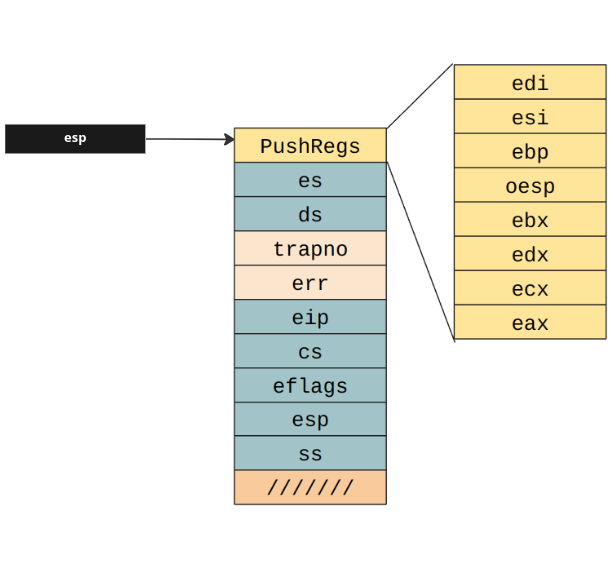 esp
PushRegs
es
ds
trapno
err
eip
cs
eflags
esp
ss
///////
edi
esi
ebp
oesp
ebx
edx
ecx
eax